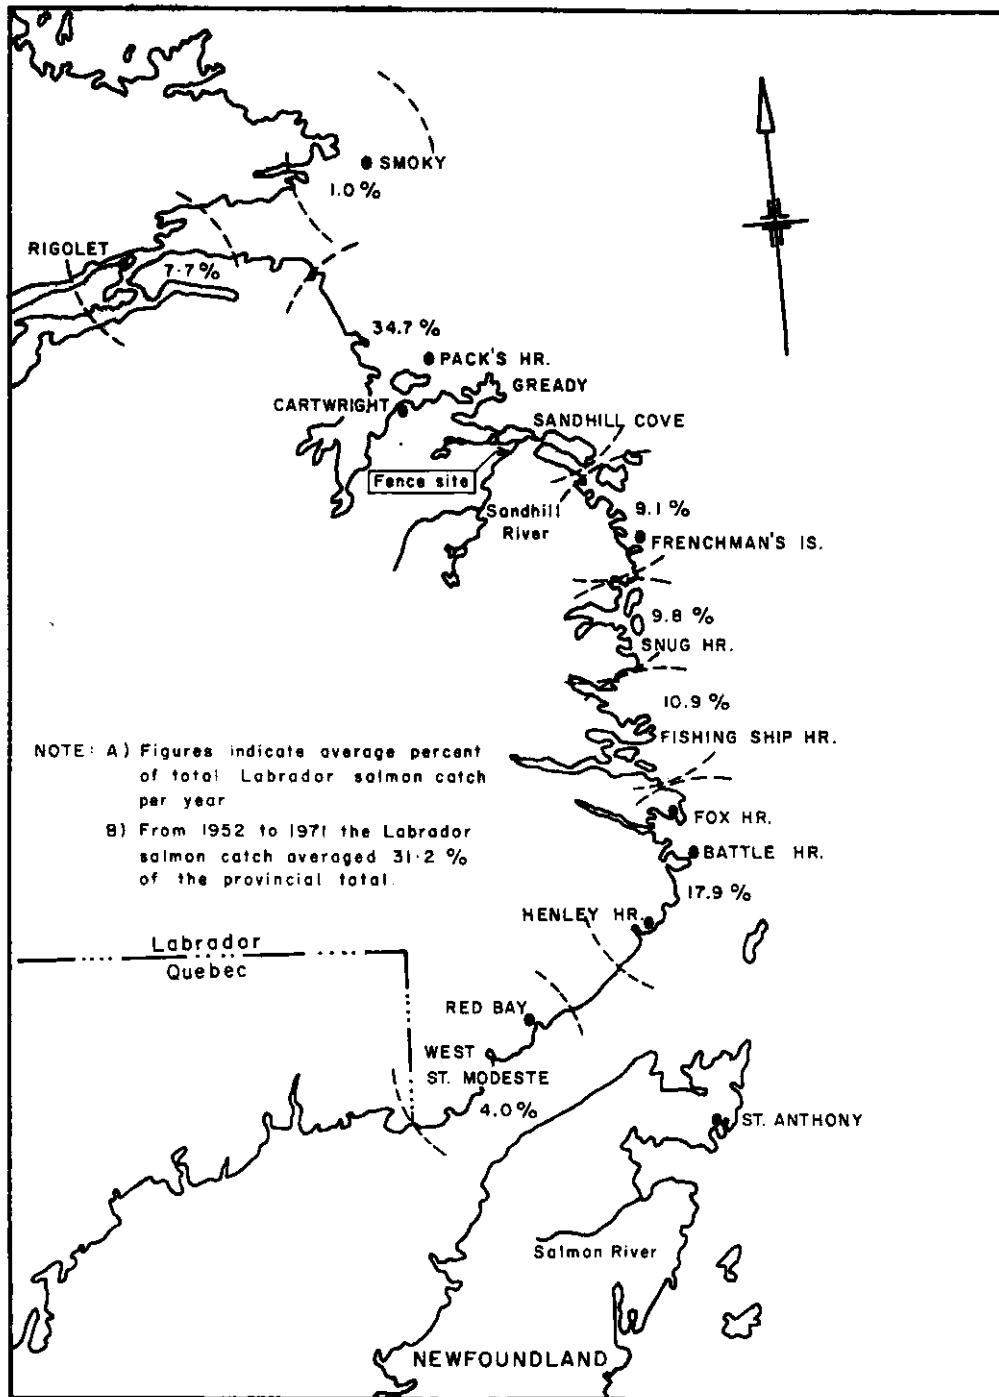 SMOKY
1.0 %
RIGOLET
7.7 %
34.7 %
PACK'S HR.
GREADY
CARTWRIGHT
SANDHILL COVE
Fence site
Sandhill
River
9.1 %
FRENCHMAN'S IS.
9.8 %
SNUG HR.
10.9 %
FISHING SHIP HR.
NOTE: A) Figures indicate average percent
of total Labrador salmon catch
per year
B) From 1952 to 1971 the Labrador
salmon catch averaged 31.2 %
of the provincial total.
FOX HR.
BATTLE HR.
17.9 %
HENLEY HR.
Labrador
Quebec
RED BAY
WEST
ST. MODESTE
4.0 %
ST. ANTHONY
Salmon River
NEWFOUNDLAND